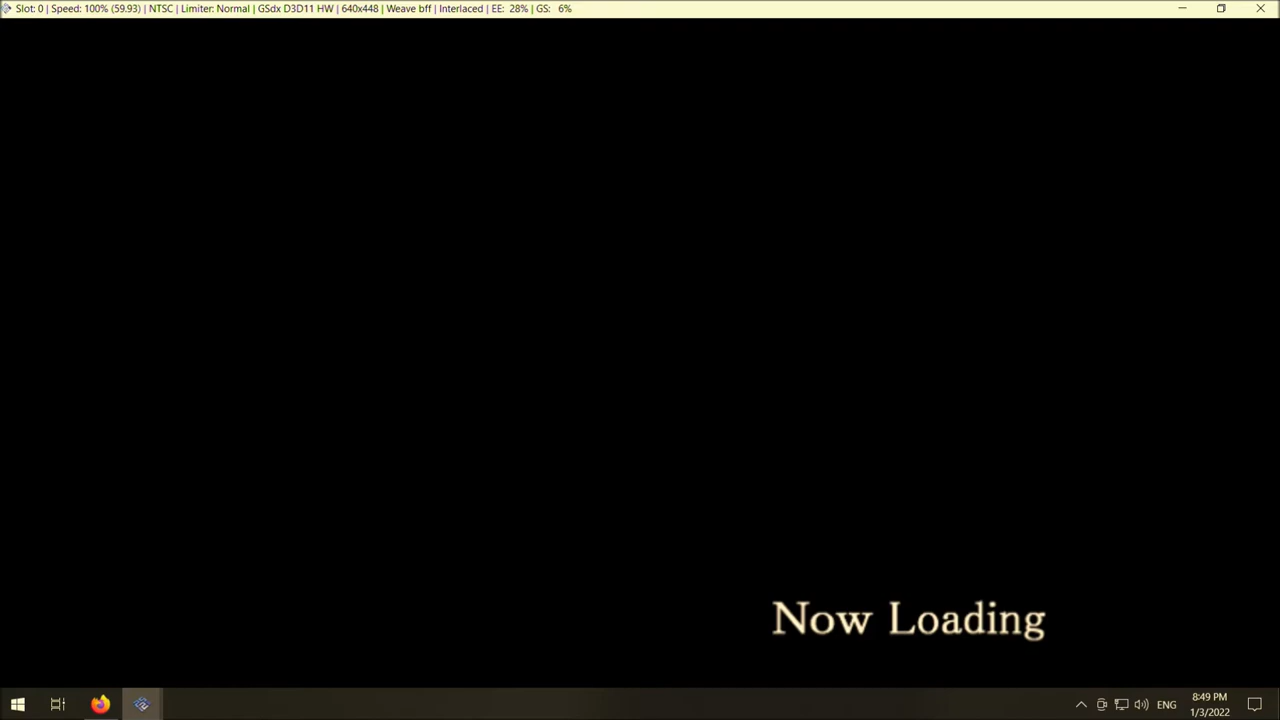 Slot: 0 | Speed: 100% (59.93) | NTSC | Limiter: Normal | GSdx D3D11 HW | 640x448 | Weave bff | Interlaced | EE: 28% | GS: 6%
Now Loading
ENG
8:49 PM
1/3/2022